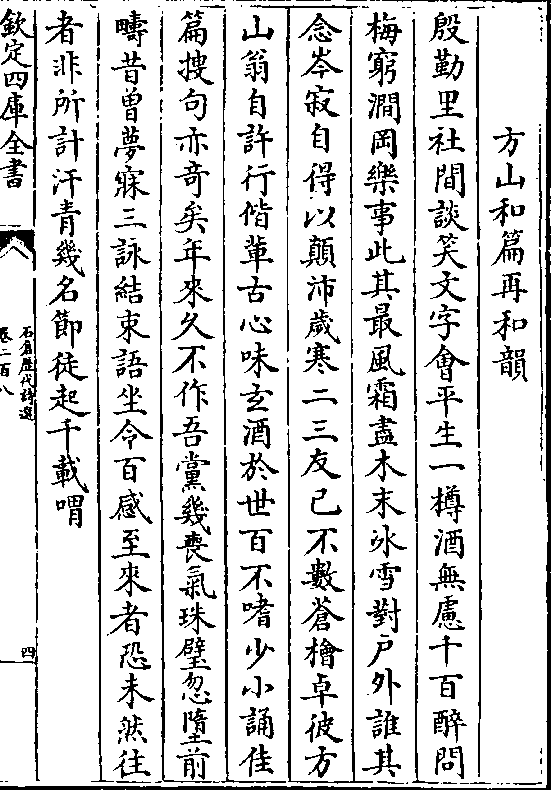 方山和篇再和韻
殷勤里社間談笑文字會平生一樽酒無慮千百醉問
梅窮澗岡樂事此其最風霜盡木末冰雪對戶外誰其
念岑寂自得以顛沛歲寒二三友已不數蒼檜卓彼方
山翁自許行偕輩古心味玄酒於世百不嗜少小誦佳
篇搜句亦竒矣年來久不作吾黨幾喪氣珠璧忽墮前
疇昔曾夢寐三詠結束語坐令百感至來者恐未然往
者非所計汗青幾名節徒起千載喟
欽定四庫全書
石倉歷代詩選
卷二百八
四